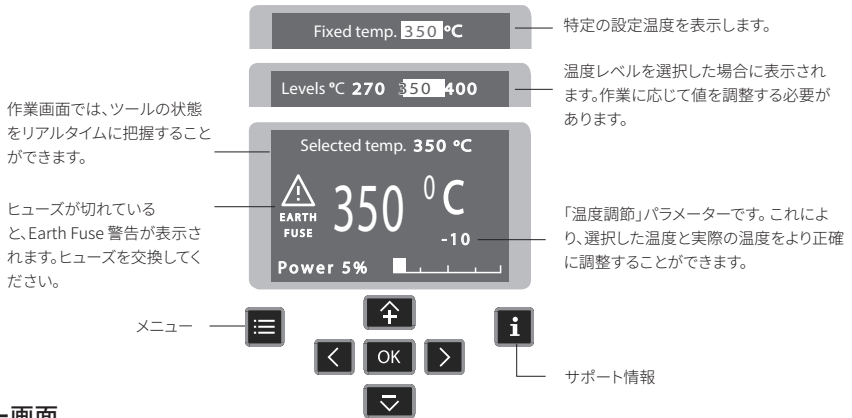 Fixed temp. 350 ºC
特定の設定温度を表示します。
Levels ºC 270 350 400
温度レベルを選択した場合に表示され
ます。作業に応じて値を調整する必要が
あります。
作業画面では、ツールの状態
をリアルタイムに把握すること
ができます。
Selected temp. 350 ºC
ヒューズが切れている
と、Earth Fuse 警告が表示さ
れます。ヒューズを交換してく
ださい。
EARTH
FUSE
350 ⁰C
-10
Power 5%
「温度調節」パラメーターです。これによ
り、選択した温度と実際の温度をより正確
に調整することができます。
メニュー
OK
i
サポート情報
ー画面